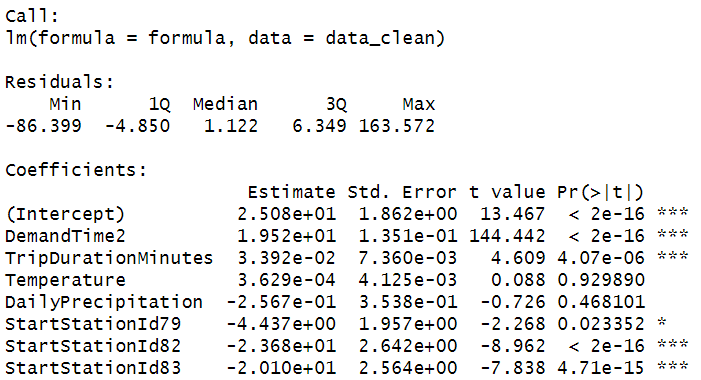 Call:
lm(formula = formula, data = data_clean)
Residuals:
Min 1Q Median 3Q Max
-86.399 -4.850 1.122 6.349 163.572
Coefficients:
Estimate Std. Error t value Pr(>|t|)
(Intercept) 2.508e+01 1.862e+00 13.467 < 2e-16 ***
DemandTime2 1.952e+01 1.351e-01 144.442 < 2e-16 ***
TripDurationMinutes 3.392e-02 7.360e-03 4.609 4.07e-06 ***
Temperature 3.629e-04 4.125e-03 0.088 0.929890
DailyPrecipitation -2.567e-01 3.538e-01 -0.726 0.468101
StartStationId79 -4.437e+00 1.957e+00 -2.268 0.023352 *
StartStationId82 -2.368e+01 2.642e+00 -8.962 < 2e-16 ***
StartStationId83 -2.010e+01 2.564e+00 -7.838 4.71e-15 ***